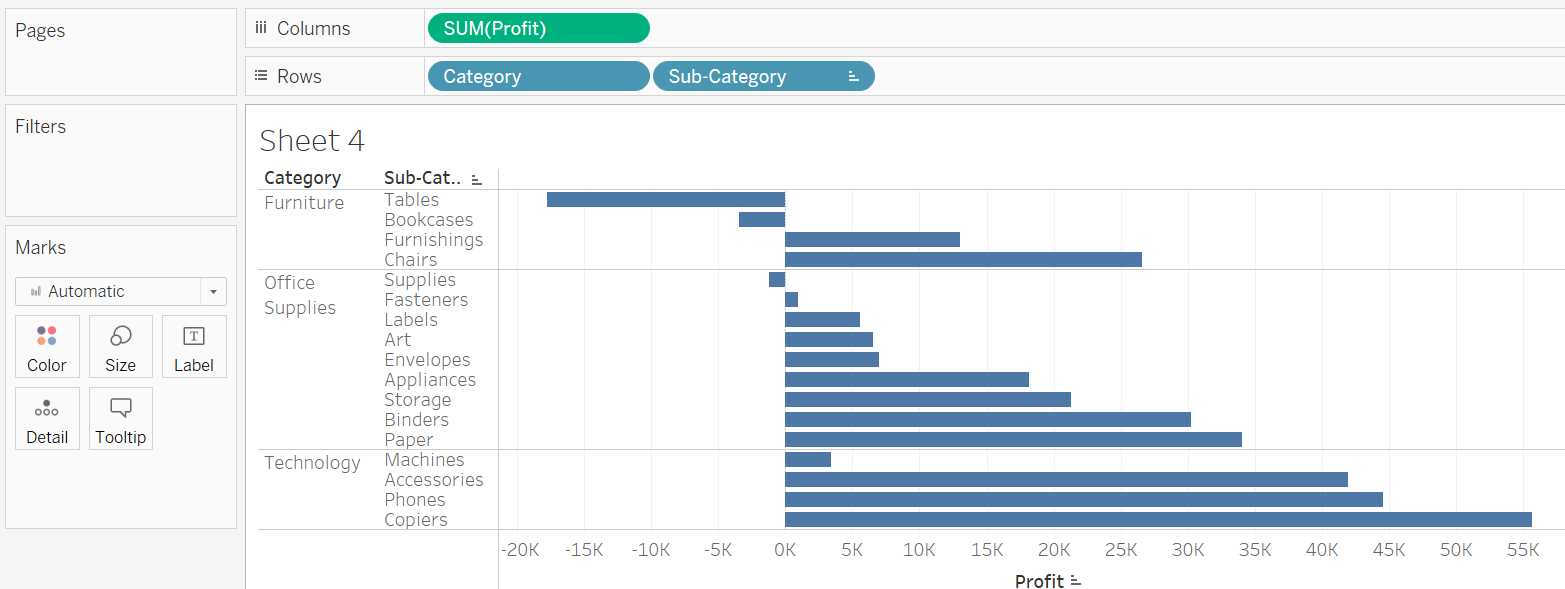 Pages
Columns SUM(Profit)
Rows Category Sub-Category
Filters
Marks
Automatic
Color Size Label
Detail Tooltip
Sheet 4
Category Sub-Cat..
Furniture Tables
Bookcases
Furnishings
Chairs
Office Supplies
Supplies Fasteners
Labels
Art
Envelopes
Appliances
Storage
Binders
Paper
Technology Machines
Accessories
Phones
Copiers
-20K -15K -10K -5K 0K 5K 10K 15K 20K 25K 30K 35K 40K 45K 50K 55K
Profit